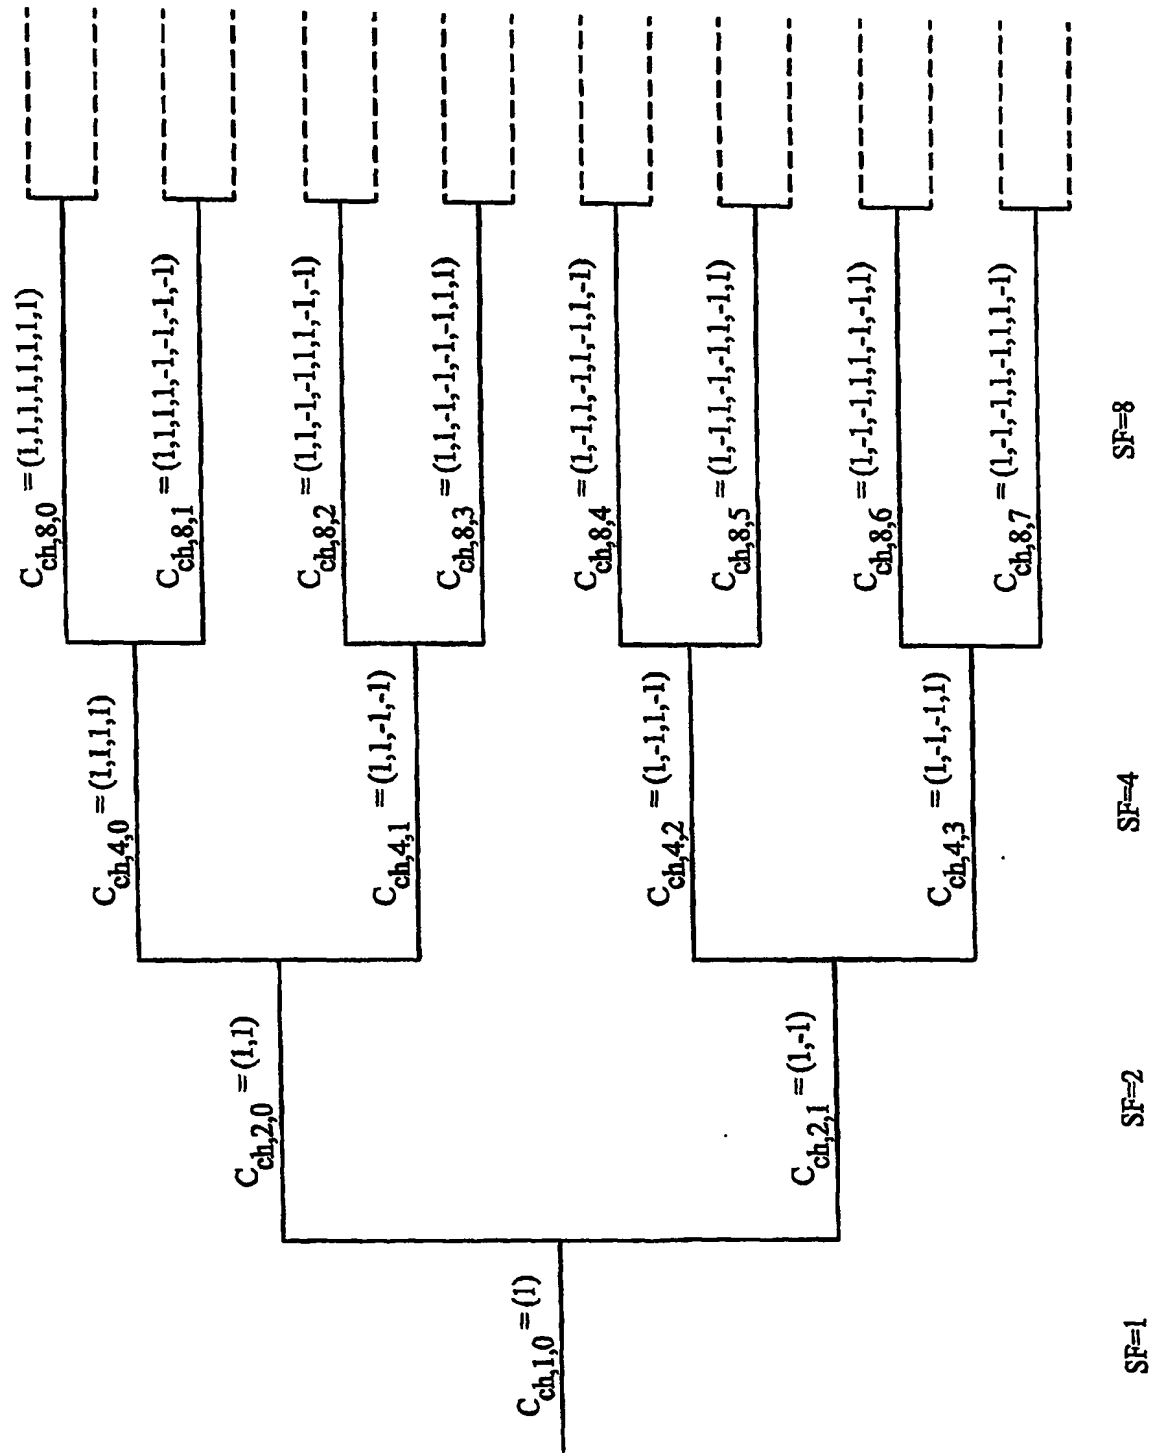 C_ch,1,0 =(1)
C_ch,2,0 =(1,1)
C_ch,2,1 =(1,-1)
C_ch,4,0 =(1,1,1,1)
C_ch,4,1 =(1,1,-1,-1)
C_ch,4,2 =(1,-1,1,-1)
C_ch,4,3 =(1,-1,-1,1)
C_ch,8,0 =(1,1,1,1,1,1,1,1)
C_ch,8,1 =(1,1,1,1,-1,-1,-1,-1)
C_ch,8,2 =(1,1,-1,-1,1,1,-1,-1)
C_ch,8,3 =(1,1,-1,-1,-1,-1,1,1)
C_ch,8,4 =(1,-1,1,-1,1,-1,1,-1)
C_ch,8,5 =(1,-1,1,-1,-1,1,-1,1)
C_ch,8,6 =(1,-1,-1,1,1,-1,-1,1)
C_ch,8,7 =(1,-1,-1,1,-1,1,1,-1)
SF=1
SF=2
SF=4
SF=8